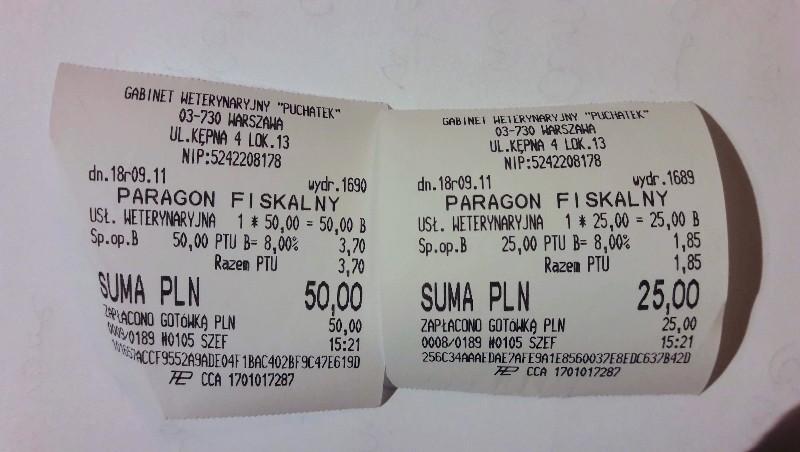 GABINET WETERYNARYJNY "PUCHATEK"
03-730 WARSZAWA
UL.KĘPNA 4 LOK.13
NIP:5242208178
dn.18r09.11 wydr.1690
PARAGON FISKALNY
USŁ. WETERYNARYJNA 1 * 50,00 = 50,00 B
Sp.op.B 50,00 PTU B= 8,00% 3,70
Razem PTU 3,70
SUMA PLN 50,00
ZAPŁACONO GOTÓWKĄ PLN 50,00
0009/0189 #0105 SZEF 15:21
CCA 1701017287
GABINET WETERYNARYJNY "PUCHATEK"
03-730 WARSZAWA
UL.KĘPNA 4 LOK.13
NIP:5242208178
dn.18r09.11 wydr.1689
PARAGON FISKALNY
USŁ. WETERYNARYJNA 1 * 25,00 = 25,00 B
Sp.op.B 25,00 PTU B= 8,00% 1,85
Razem PTU 1,85
SUMA PLN 25,00
ZAPŁACONO GOTÓWKĄ PLN 25,00
0008/0189 #0105 SZEF 15:21
256C34AAAEDAE7AFE9A1E8560037E8EDC637B42D
CCA 1701017287